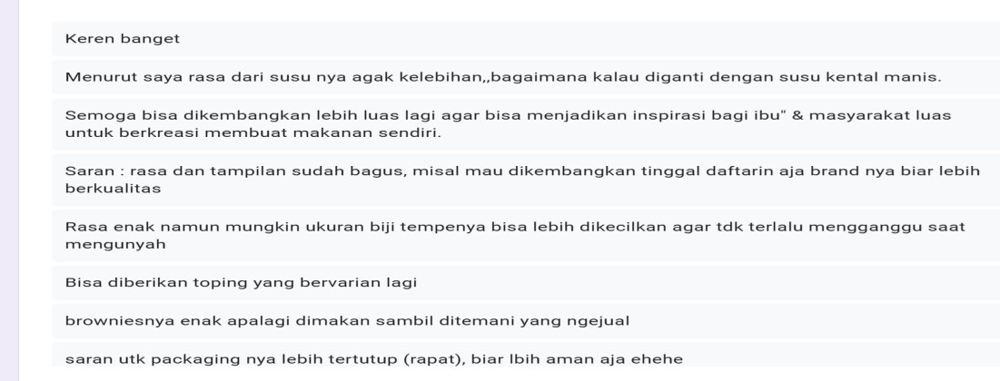 Keren banget
Menurut saya rasa dari susu nya agak kelebihan,,bagaimana kalau diganti dengan susu kental manis.
Semoga bisa dikembangkan lebih luas lagi agar bisa menjadikan inspirasi bagi ibu" & masyarakat luas
untuk berkreasi membuat makanan sendiri.
Saran : rasa dan tampilan sudah bagus, misal mau dikembangkan tinggal daftarin aja brand nya biar lebih
berkualitas
Rasa enak namun mungkin ukuran biji tempenya bisa lebih dikecilkan agar tdk terlalu mengganggu saat
mengunyah
Bisa diberikan toping yang bervarian lagi
browniesnya enak apalagi dimakan sambil ditemani yang ngejual
saran utk packaging nya lebih tertutup (rapat), biar lbih aman aja ehehe